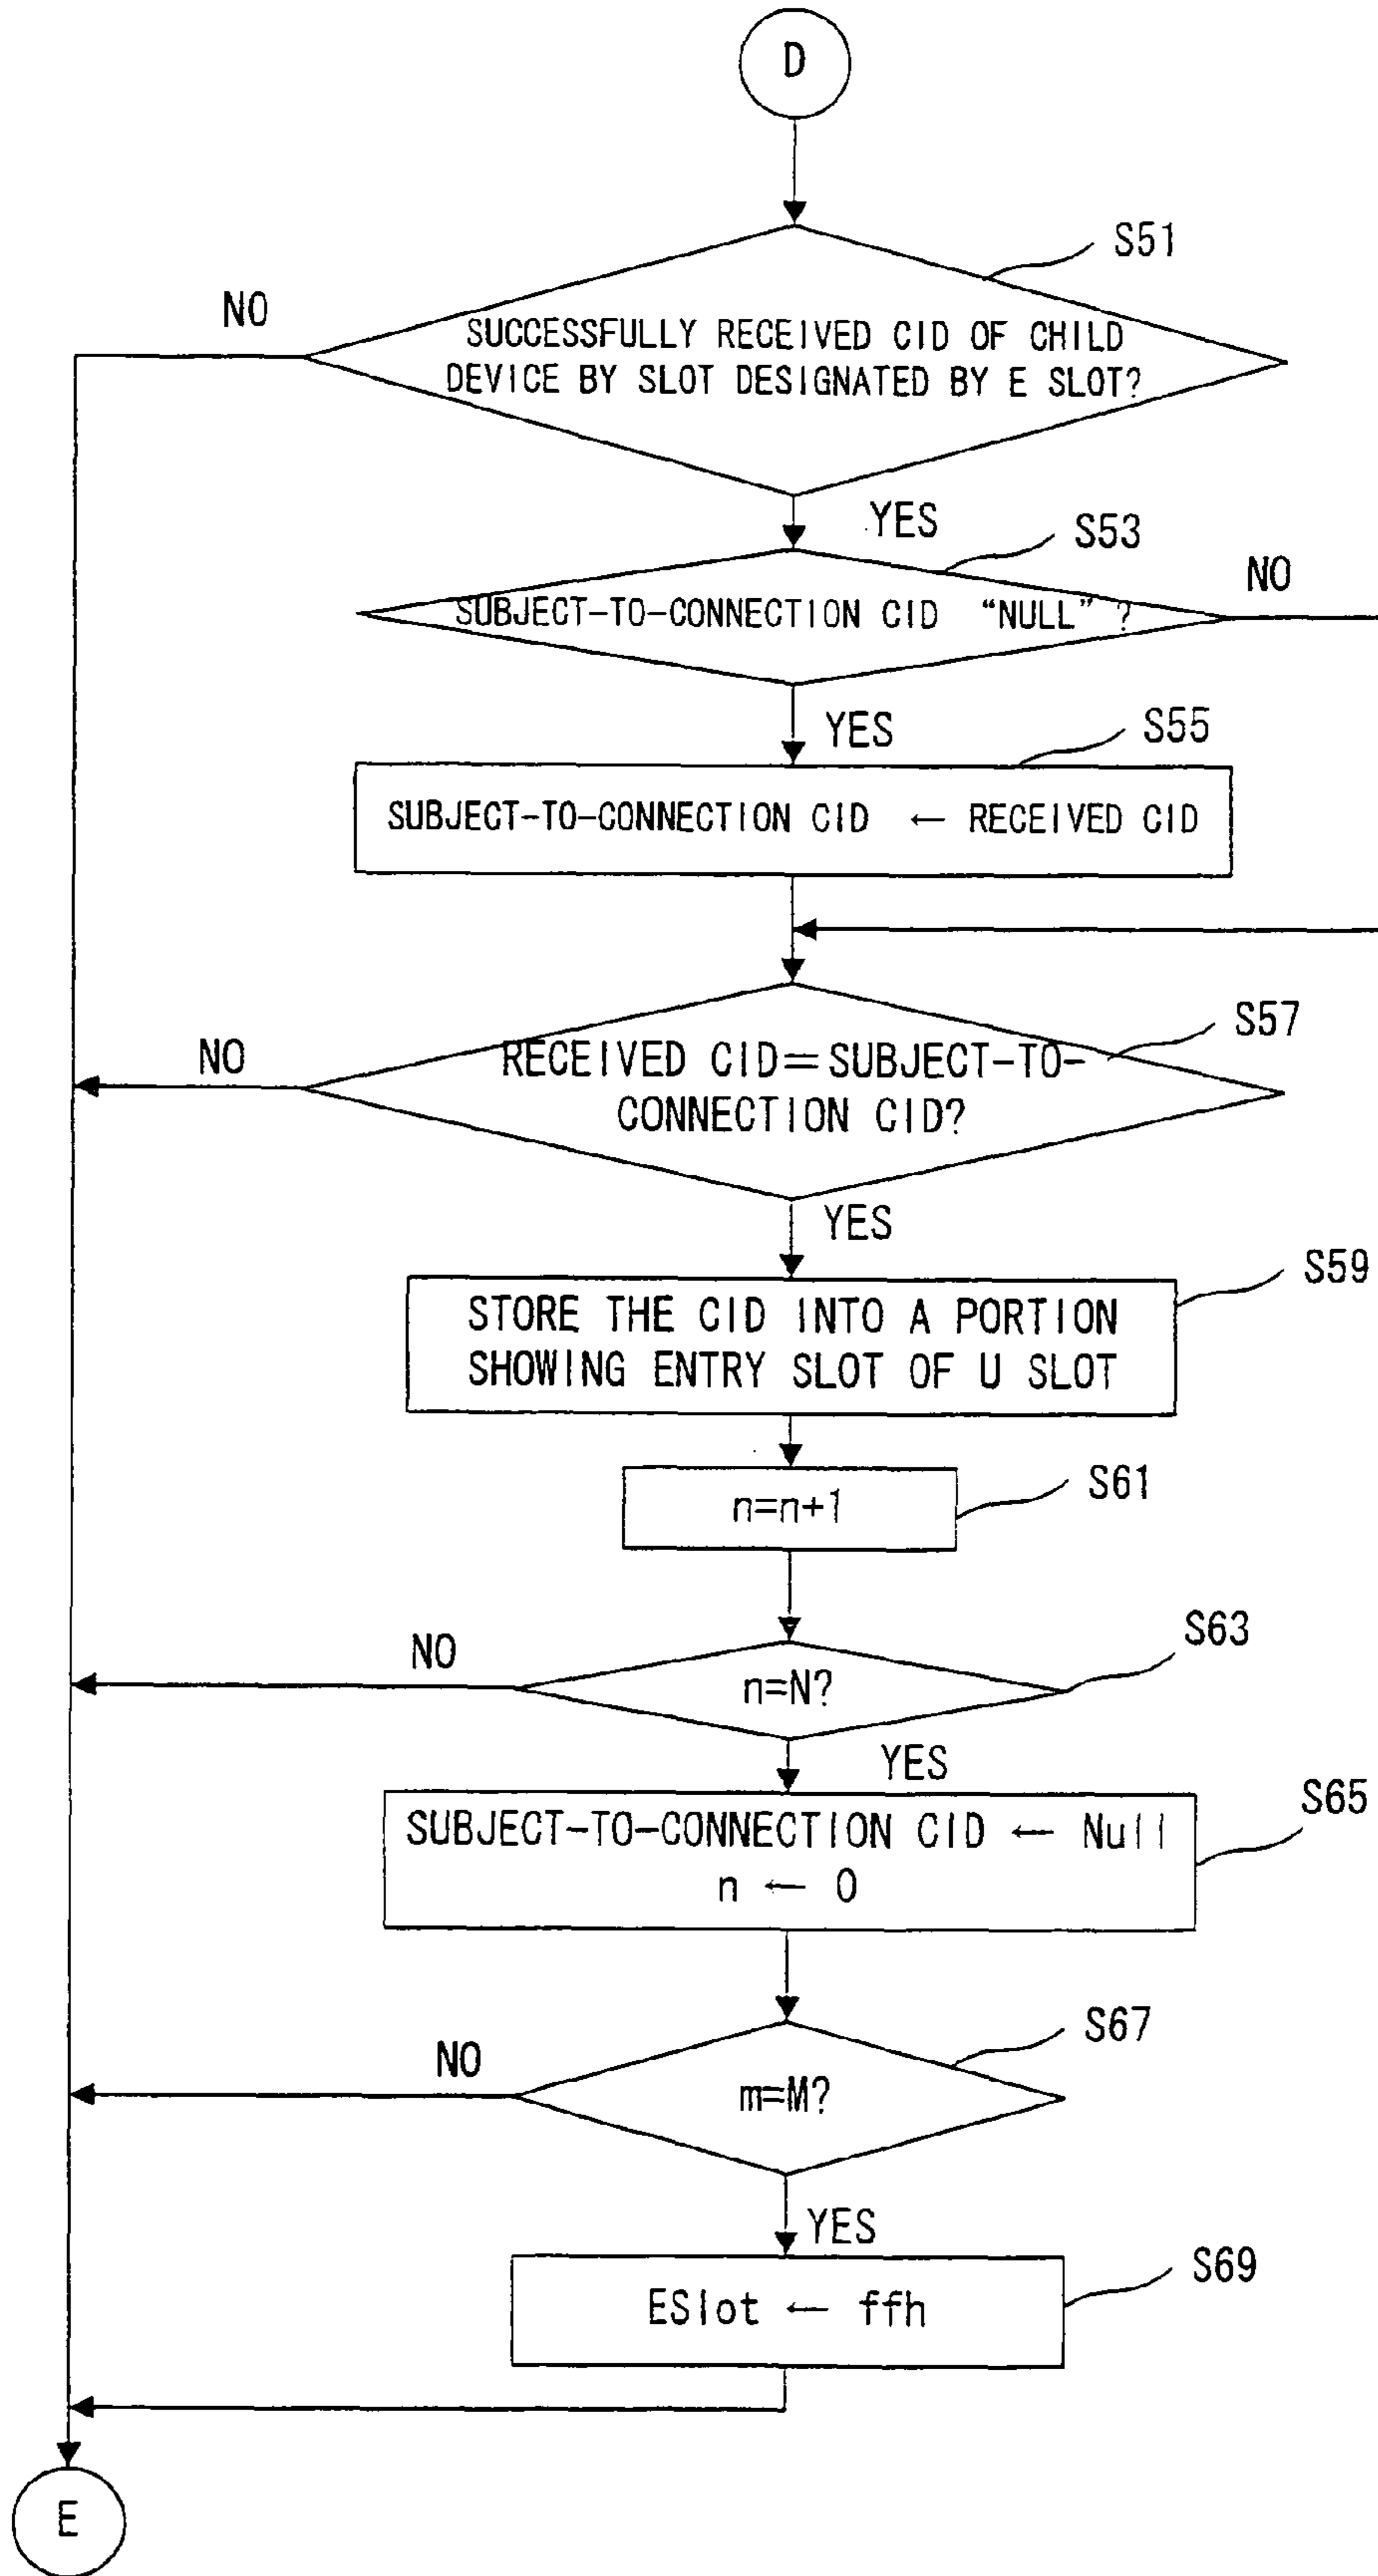 D
S51
NO
SUCCESSFULLY RECEIVED CID OF CHILD
DEVICE BY SLOT DESIGNATED BY E SLOT?
YES
S53
NO
SUBJECT-TO-CONNECTION CID “NULL” ?
YES
S55
SUBJECT-TO-CONNECTION CID ← RECEIVED CID
S57
NO
RECEIVED CID=SUBJECT-TO-
CONNECTION CID?
YES
S59
STORE THE CID INTO A PORTION
SHOWING ENTRY SLOT OF U SLOT
S61
n=n+1
S63
NO
n=N?
YES
S65
SUBJECT-TO-CONNECTION CID ← Null
n ← 0
S67
NO
m=M?
YES
S69
ESlot ← ffh
E